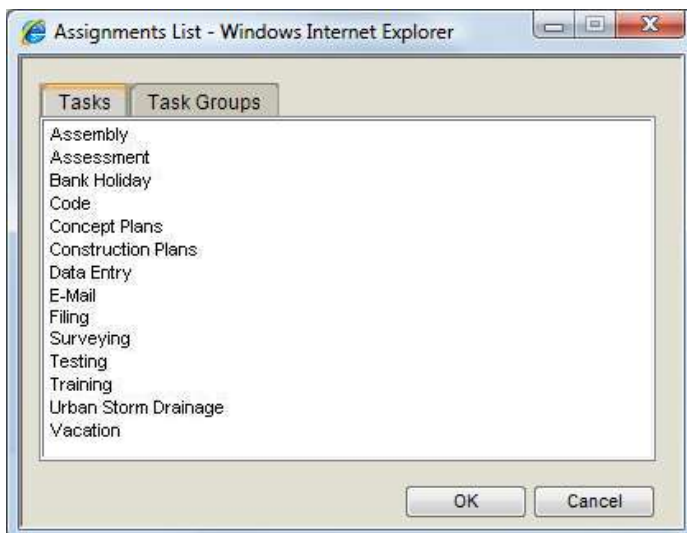 Assignments List - Windows Internet Explorer
Tasks Task Groups
Assembly
Assessment
Bank Holiday
Code
Concept Plans
Construction Plans
Data Entry
E-Mail
Filing
Surveying
Testing
Training
Urban Storm Drainage
Vacation
OK Cancel